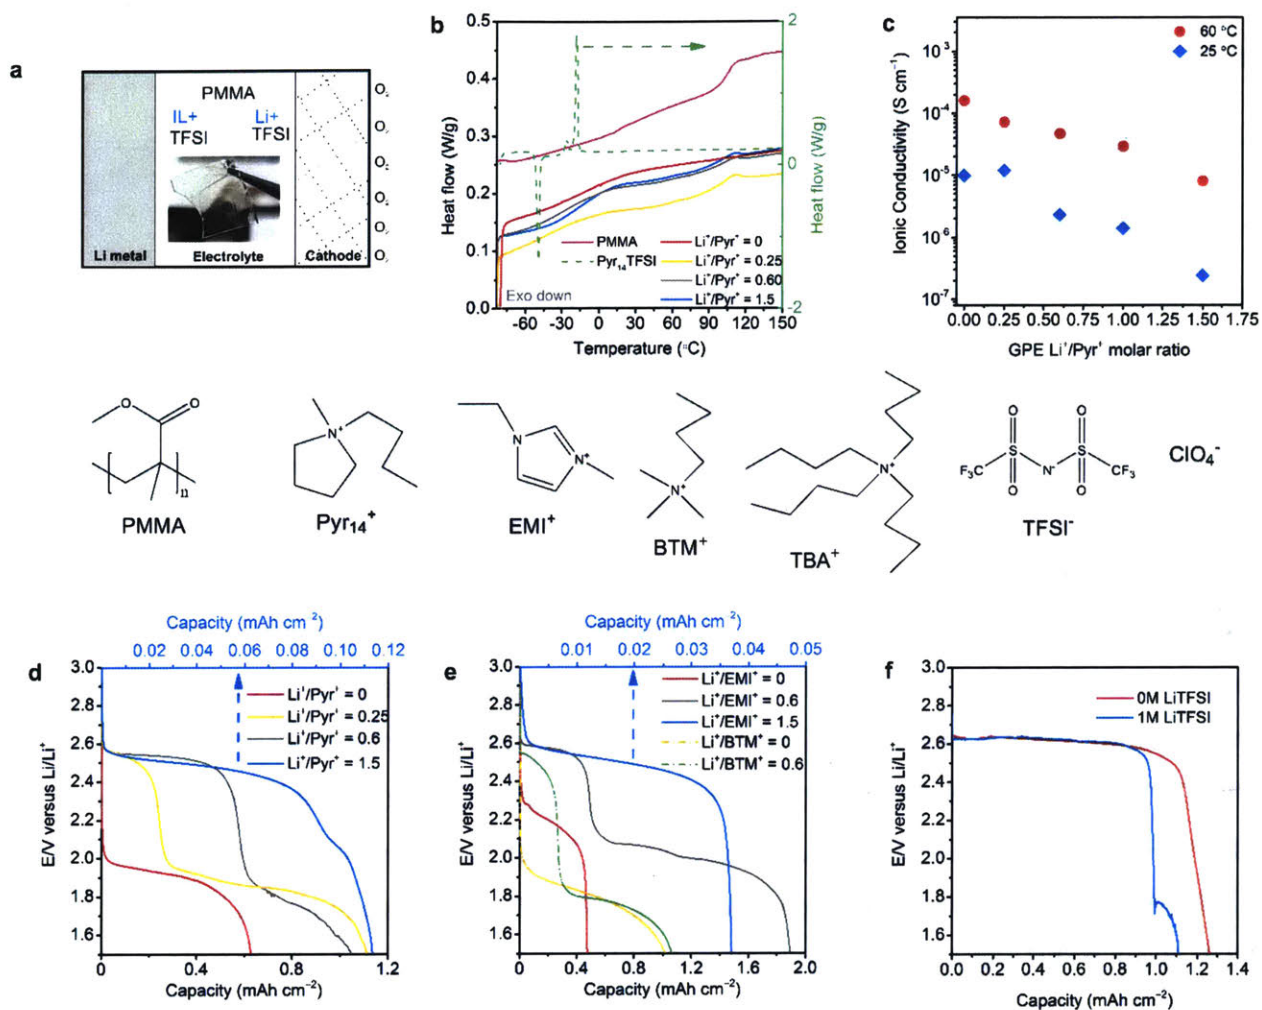 a
PMMA
IL+ Li+
TFSI TFSI
Li metal Electrolyte Cathode
O2
O2
O2
O2
O2
O2
b
Heat flow (W/g)
0.5
0.4
0.3
0.2
0.1
0.0
2
0
-2
Heat flow (W/g)
PMMA
Pyr14TFSI
Li+/Pyr+ = 0
Li+/Pyr+ = 0.25
Li+/Pyr+ = 0.60
Li+/Pyr+ = 1.5
Exo down
-60 -30 0 30 60 90 120 150
Temperature (°C)
c
60 °C
25 °C
Ionic Conductivity (S cm⁻¹)
10³
10⁻⁴
10⁻⁵
10⁻⁶
10⁻⁷
0.00 0.25 0.50 0.75 1.00 1.25 1.50 1.75
GPE Li+/Pyr+ molar ratio
O O
n
PMMA
N+
Pyr14+
N
N+
EMI+
N+
BTM+
N+
TBA+
O O
F3C S N- S CF3
O O
TFSI-
ClO4-
d
Capacity (mAh cm⁻²)
0.02 0.04 0.06 0.08 0.10 0.12
E/V versus Li/Li+
3.0
2.8
2.6
2.4
2.2
2.0
1.8
1.6
Li+/Pyr+ = 0
Li+/Pyr+ = 0.25
Li+/Pyr+ = 0.6
Li+/Pyr+ = 1.5
0 0.4 0.8 1.2
Capacity (mAh cm⁻²)
e
Capacity (mAh cm⁻²)
0.01 0.02 0.03 0.04 0.05
E/V versus Li/Li+
3.0
2.8
2.6
2.4
2.2
2.0
1.8
1.6
Li+/EMI+ = 0
Li+/EMI+ = 0.6
Li+/EMI+ = 1.5
Li+/BTM+ = 0
Li+/BTM+ = 0.6
0 0.4 0.8 1.2 1.6 2.0
Capacity (mAh cm⁻²)
f
E/V versus Li/Li+
3.0
2.8
2.6
2.4
2.2
2.0
1.8
1.6
0M LiTFSI
1M LiTFSI
0.0 0.2 0.4 0.6 0.8 1.0 1.2 1.4
Capacity (mAh cm⁻²)